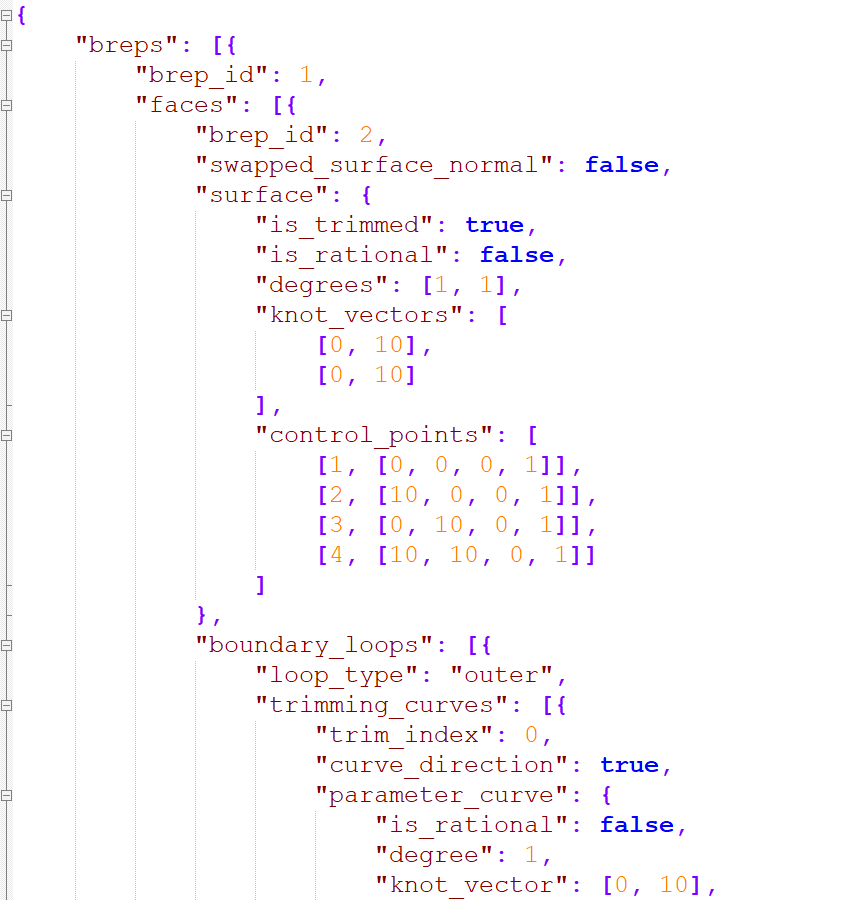 {
    "breps": [{
        "brep_id": 1,
        "faces": [{
            "brep_id": 2,
            "swapped_surface_normal": false,
            "surface": {
                "is_trimmed": true,
                "is_rational": false,
                "degrees": [1, 1],
                "knot_vectors": [
                    [0, 10],
                    [0, 10]
                ],
                "control_points": [
                    [1, [0, 0, 0, 1]],
                    [2, [10, 0, 0, 1]],
                    [3, [0, 10, 0, 1]],
                    [4, [10, 10, 0, 1]]
                ]
            },
            "boundary_loops": [{
                "loop_type": "outer",
                "trimming_curves": [{
                    "trim_index": 0,
                    "curve_direction": true,
                    "parameter_curve": {
                        "is_rational": false,
                        "degree": 1,
                        "knot_vector": [0, 10],